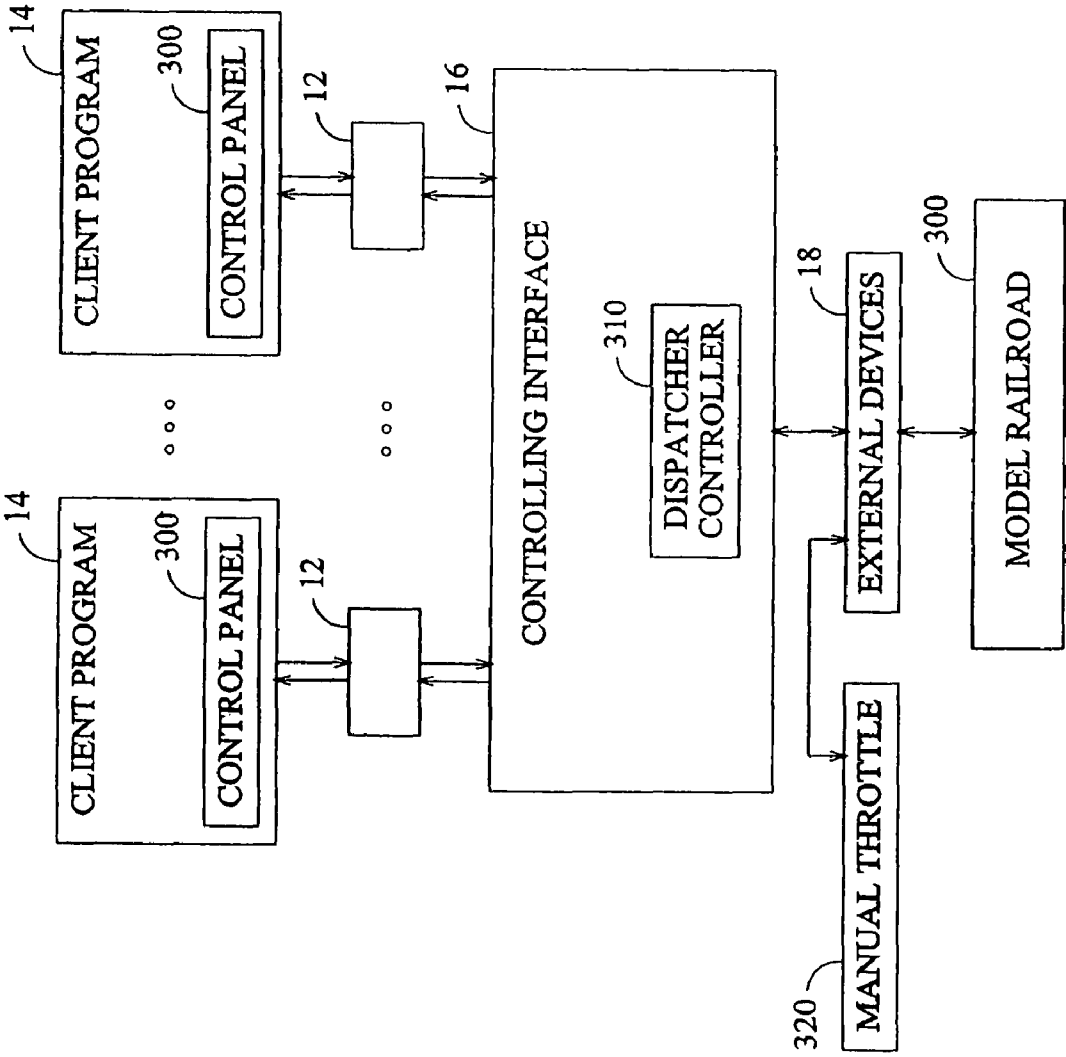 14
CLIENT PROGRAM
300
CONTROL PANEL
14
CLIENT PROGRAM
300
CONTROL PANEL
12
12
16
CONTROLLING INTERFACE
310
DISPATCHER
CONTROLLER
18
EXTERNAL DEVICES
320
MANUAL THROTTLE
300
MODEL RAILROAD